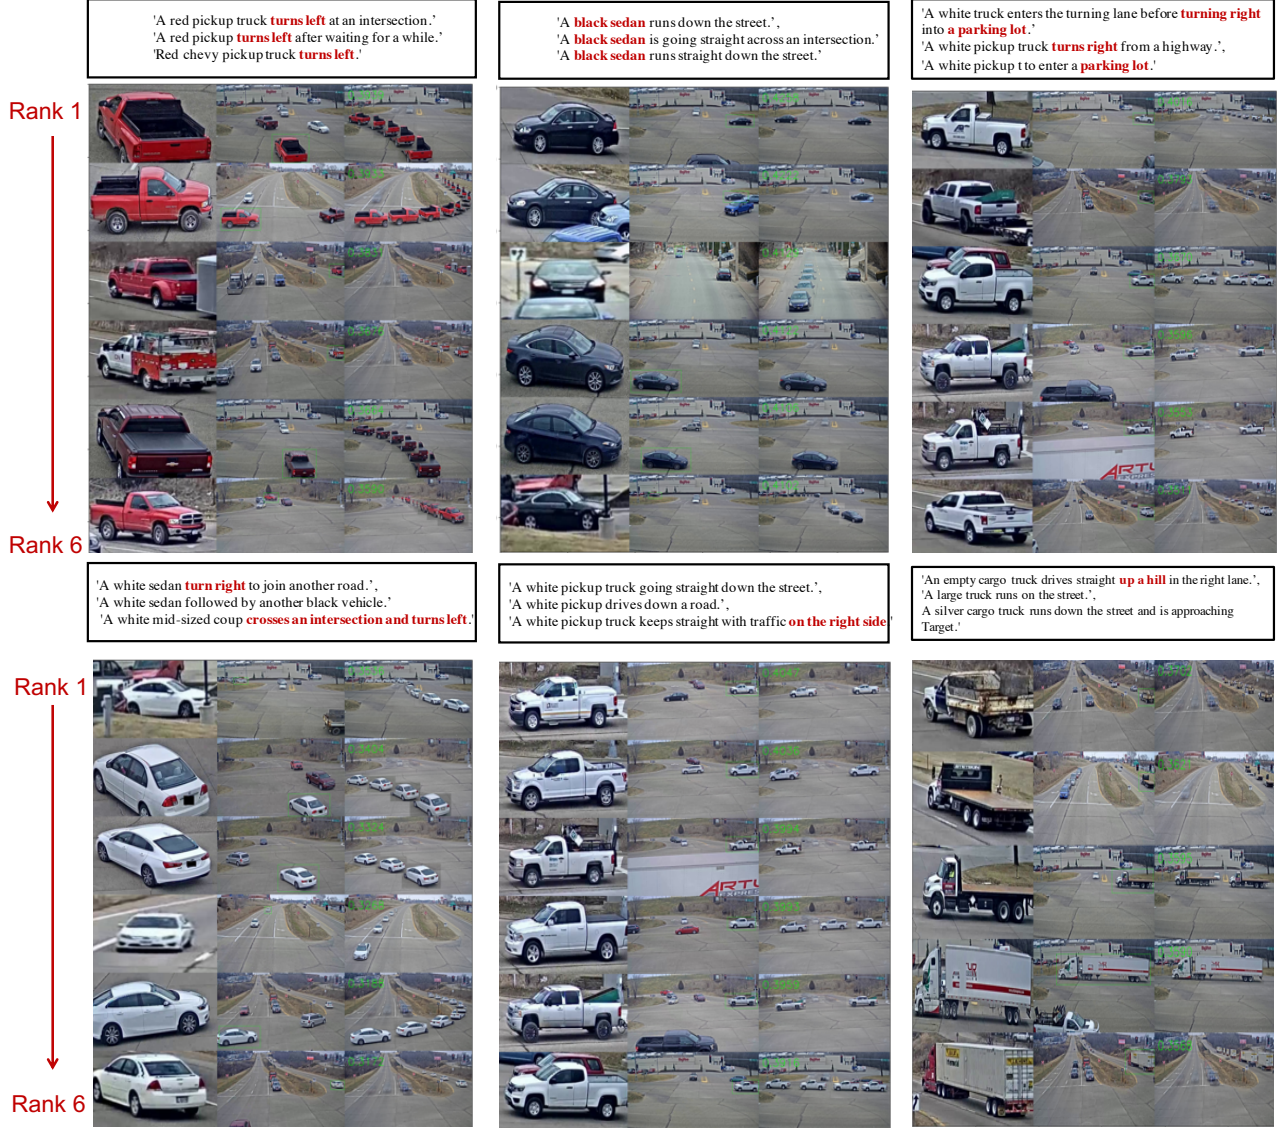 'A red pickup truck turns left at an intersection.'
'A red pickup turns left after waiting for a while.'
'Red chevy pickup truck turns left.'
'A black sedan runs down the street.',
'A black sedan is going straight across an intersection.'
'A black sedan runs straight down the street.'
'A white truck enters the turning lane before turning right
into a parking lot.'
'A white pickup truck turns right from a highway.',
'A white pickup t to enter a parking lot.'
Rank 1
Rank 6
ARTU
'A white sedan turn right to join another road.',
'A white sedan followed by another black vehicle.'
'A white mid-sized coup crosses an intersection and turns left.'
'A white pickup truck going straight down the street.',
'A white pickup drives down a road.',
'A white pickup truck keeps straight with traffic on the right side'
'An empty cargo truck drives straight up a hill in the right lane.',
'A large truck runs on the street.',
A silver cargo truck runs down the street and is approaching
Target.'
Rank 1
Rank 6
ARTU